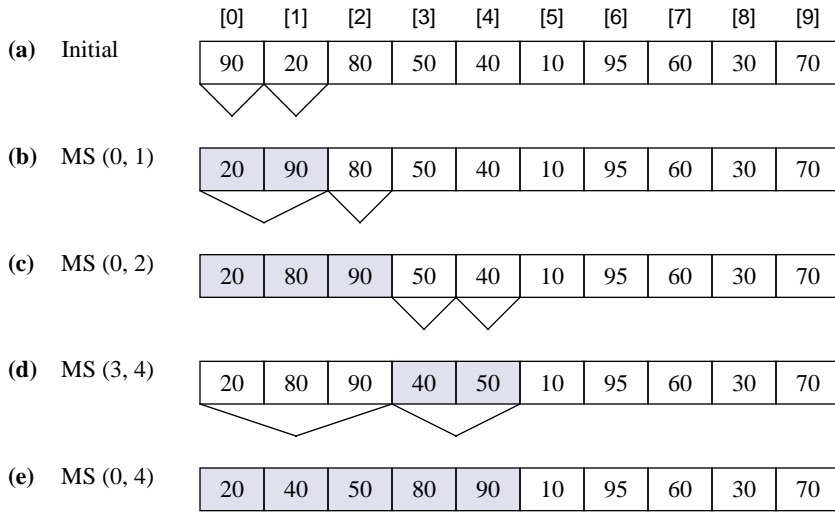 [0] [1] [2] [3] [4] [5] [6] [7] [8] [9]
(a) Initial 90 20 80 50 40 10 95 60 30 70
(b) MS (0, 1) 20 90 80 50 40 10 95 60 30 70
(c) MS (0, 2) 20 80 90 50 40 10 95 60 30 70
(d) MS (3, 4) 20 80 90 40 50 10 95 60 30 70
(e) MS (0, 4) 20 40 50 80 90 10 95 60 30 70